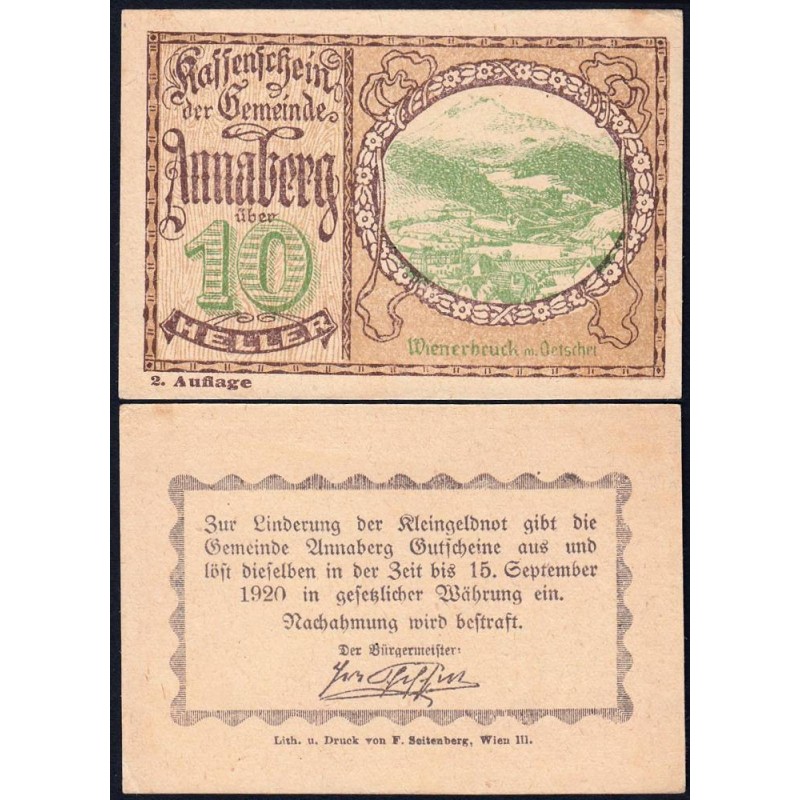 Kassenschein
der Gemeinde
Annaberg
über
10
HELLER
Wienerbruck m. Oetscher
2. Auflage
Zur Linderung der Kleingeldnot gibt die
Gemeinde Annaberg Gutscheine aus und
löst dieselben in der Zeit bis 15. September
1920 in gesetzlicher Währung ein.
Nachahmung wird bestraft.
Der Bürgermeister:
Lith. u. Druck von F. Seitenberg, Wien III.